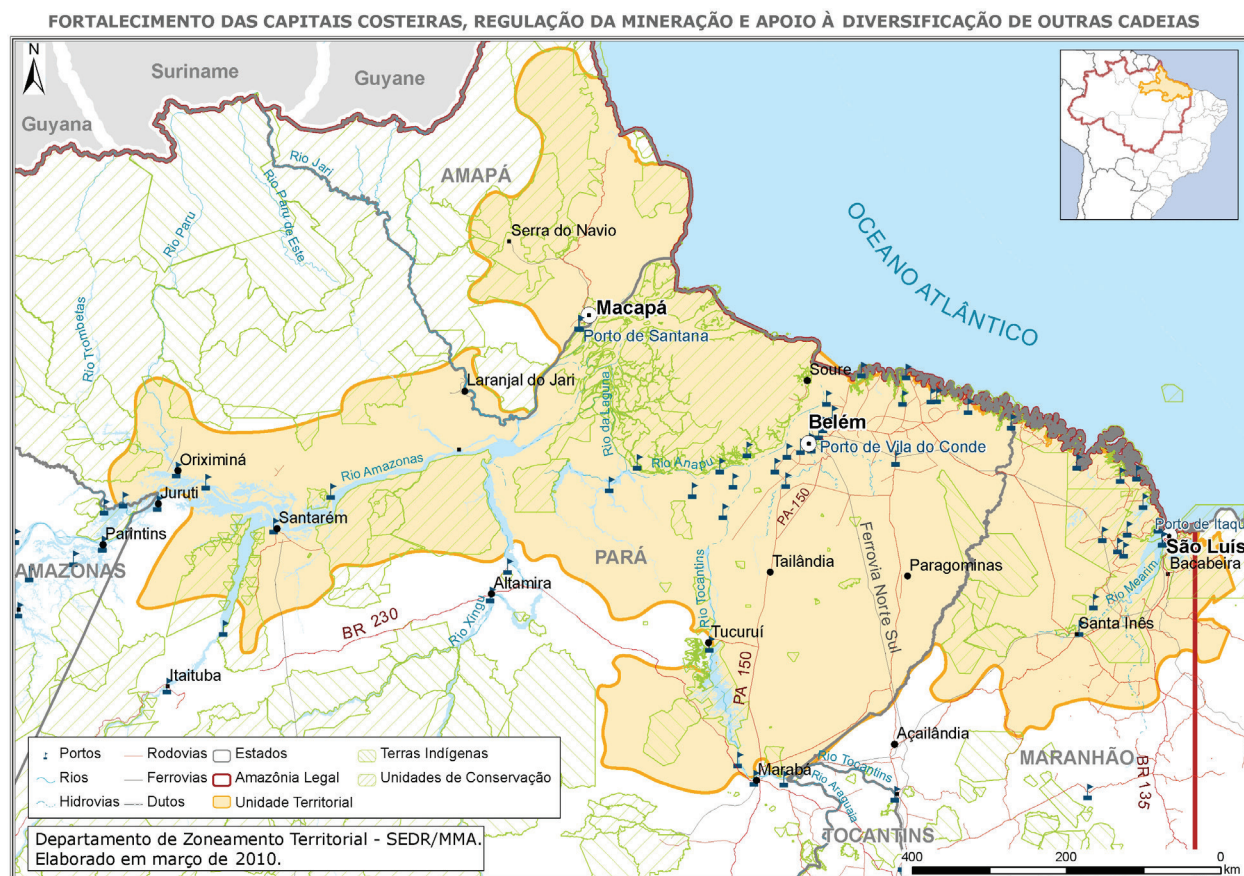 FORTALECIMENTO DAS CAPITAIS COSTEIRAS, REGULAÇÃO DA MINERAÇÃO E APOIO À DIVERSIFICAÇÃO DE OUTRAS CADEIAS
N
Suriname
Guyane
Guyana
Rio Jari
AMAPÁ
Rio Paru
Rio Paru de Este
Serra do Navio
OCEANO ATLÂNTICO
Rio Trombetas
Macapá
Porto de Santana
Laranjal do Jari
Soure
Rio da Laguna
Belém
Porto de Vila do Conde
Oriximiná
Rio Amazonas
Rio Anapu
Juruti
PA-150
Santarém
Parintins
Porto de Itaqui
São Luís
AMAZONAS
PARÁ
Ferrovia Norte Sul
Bacabeira
Tailândia
Paragominas
Altamira
Rio Tocantins
Rio Mearim
BR 230
Rio Xingu
Santa Inês
Tucuruí
PA 150
Itaituba
Açailândia
MARANHÃO
BR 135
Rio Tocantins
Marabá
Rio Araguaia
TOCANTINS
Portos
Rodovias
Estados
Terras Indígenas
Rios
Ferrovias
Amazônia Legal
Unidades de Conservação
Hidrovias
Dutos
Unidade Territorial
Departamento de Zoneamento Territorial - SEDR/MMA.
Elaborado em março de 2010.
400 200 0
km